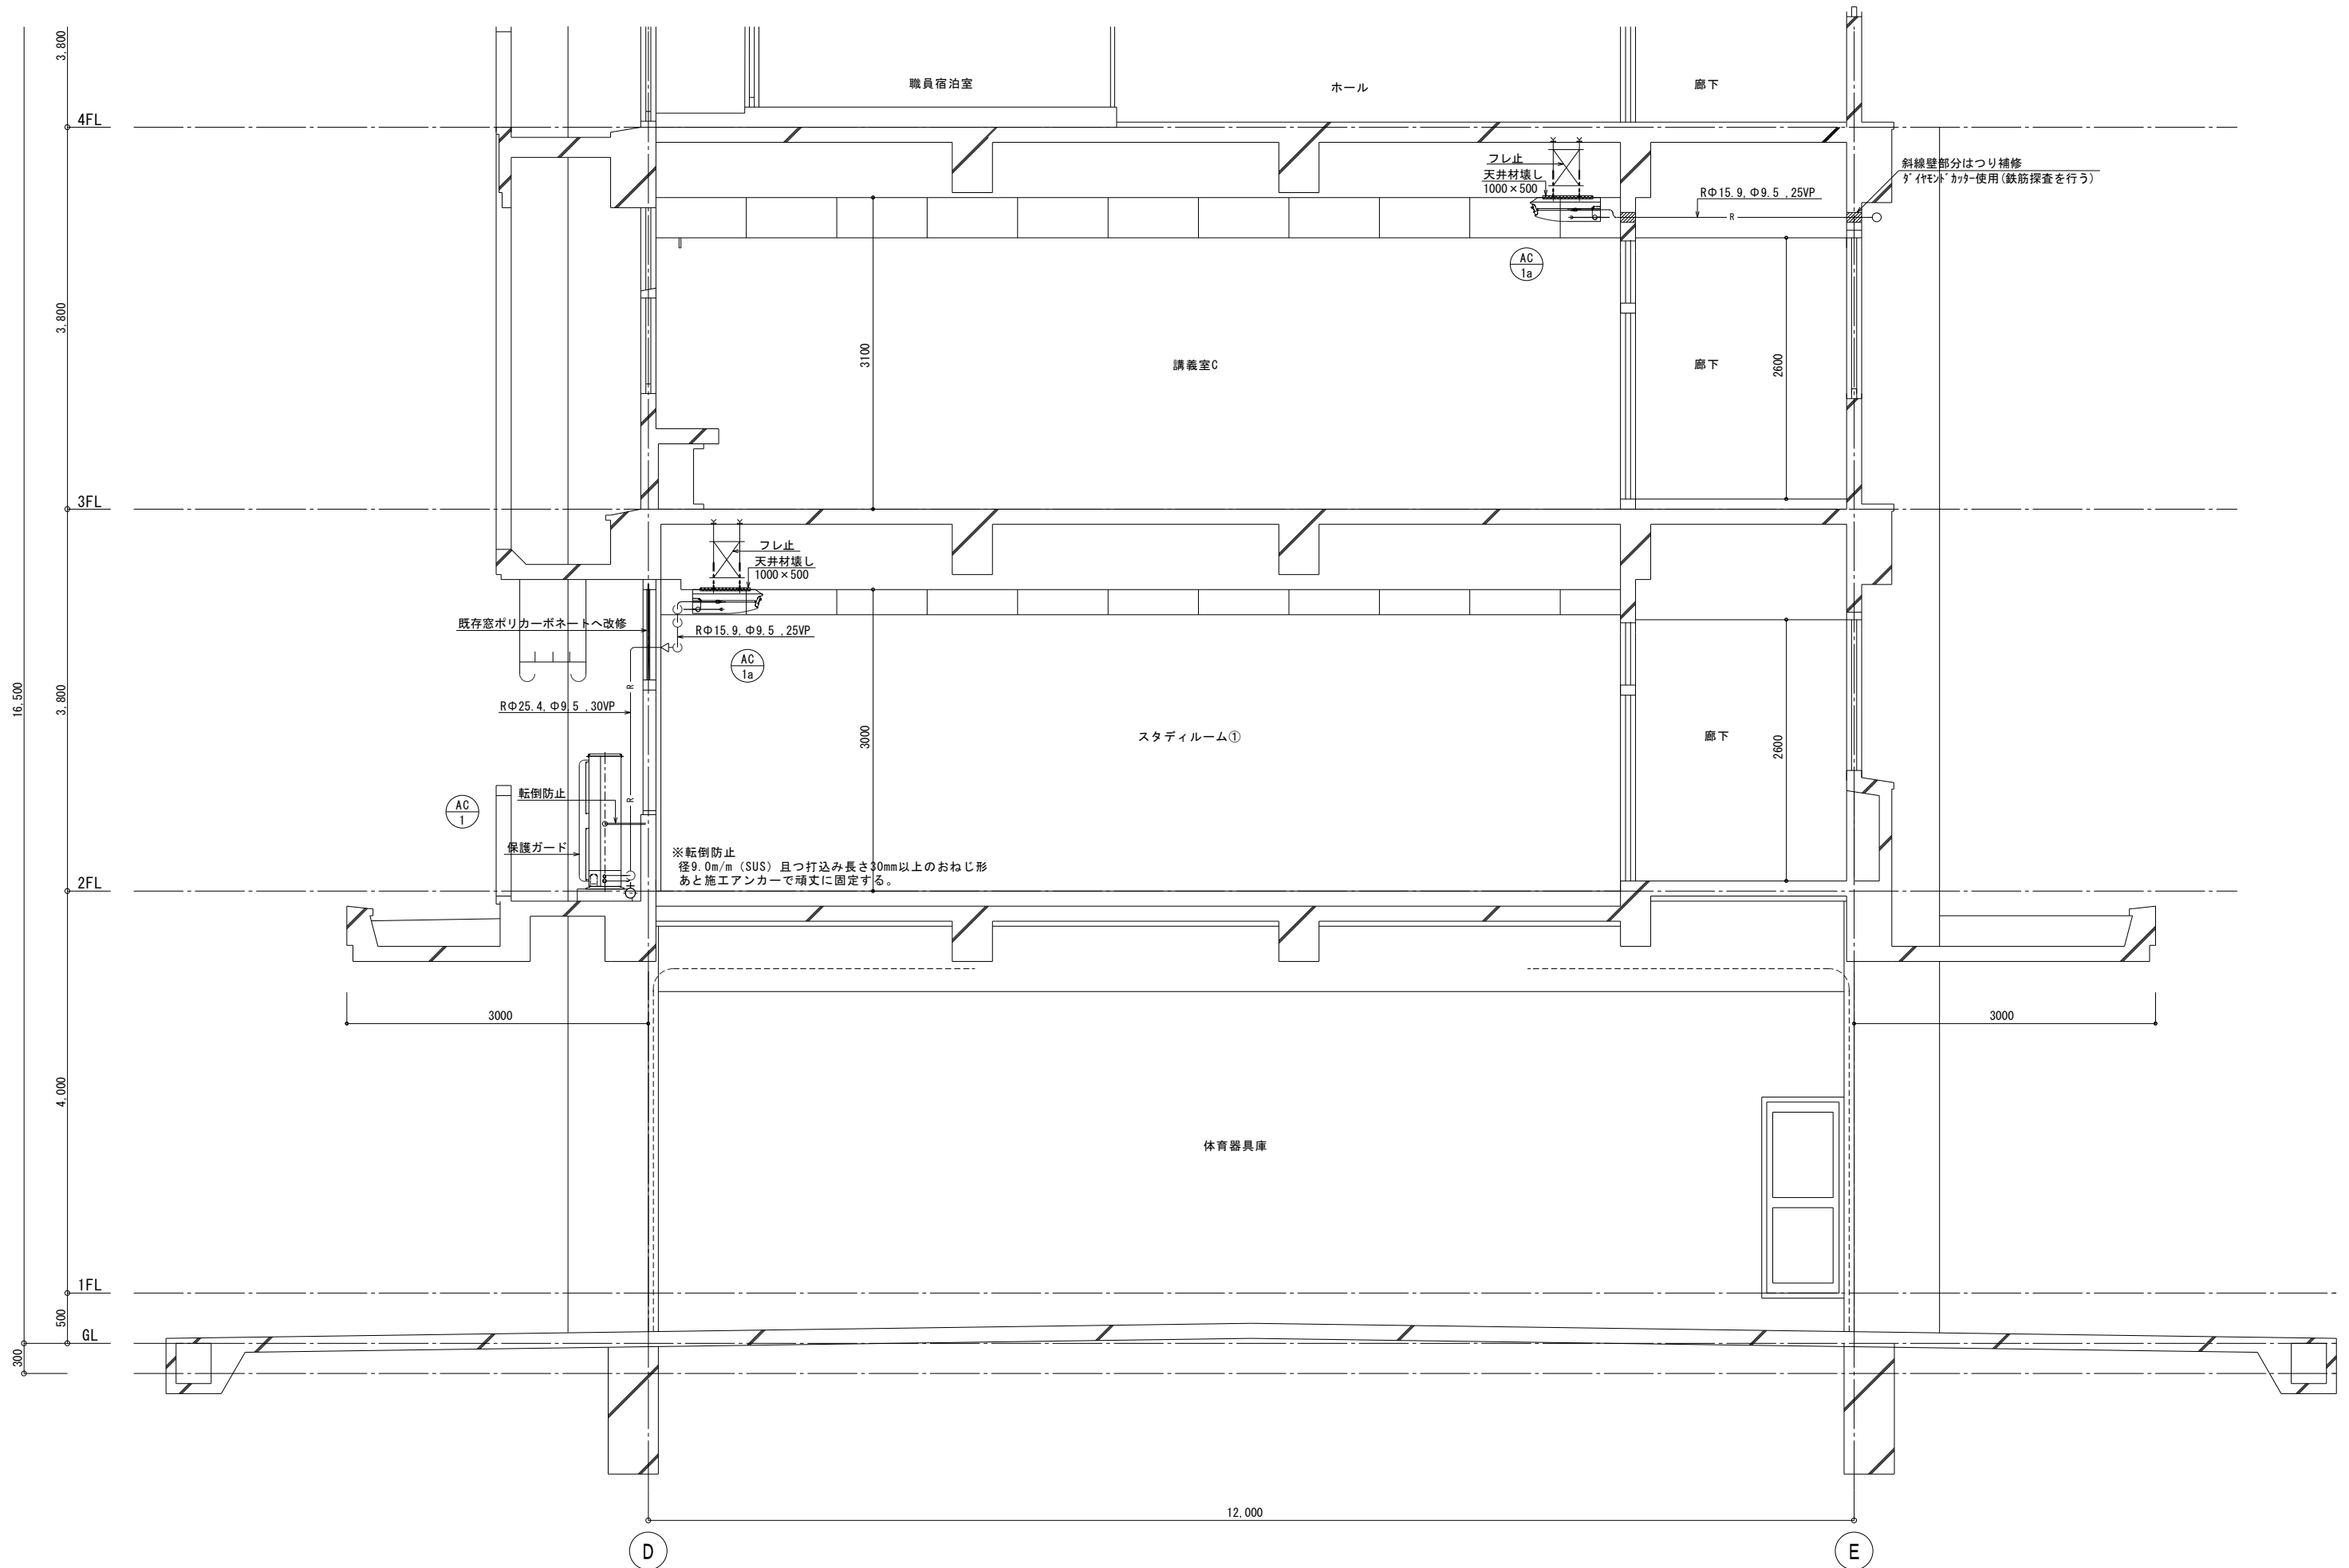 3,800
職員宿泊室
ホール
廊下
4FL
フレ止
天井材壊し
1000×500
RΦ15.9,Φ9.5 ,25VP
R
斜線壁部分はつり補修
ﾀﾞｲﾔﾓﾝﾄﾞｶｯﾀｰ使用(鉄筋探査を行う)
AC
1a
3,800
3100
講義室C
廊下
2600
3FL
フレ止
天井材壊し
1000×500
既存窓ポリカーボネートへ改修
RΦ15.9,Φ9.5 ,25VP
AC
1a
R
16,500
3,800
RΦ25.4,Φ9.5 ,30VP
3000
スタディルーム①
廊下
2600
転倒防止
R
AC
1
保護ガード
※転倒防止
径9.0m/m (SUS) 且つ打込み長さ30mm以上のおねじ形
あと施工アンカーで頑丈に固定する。
2FL
3000
3000
4,000
体育器具庫
1FL
500
GL
300
12,000
D
E